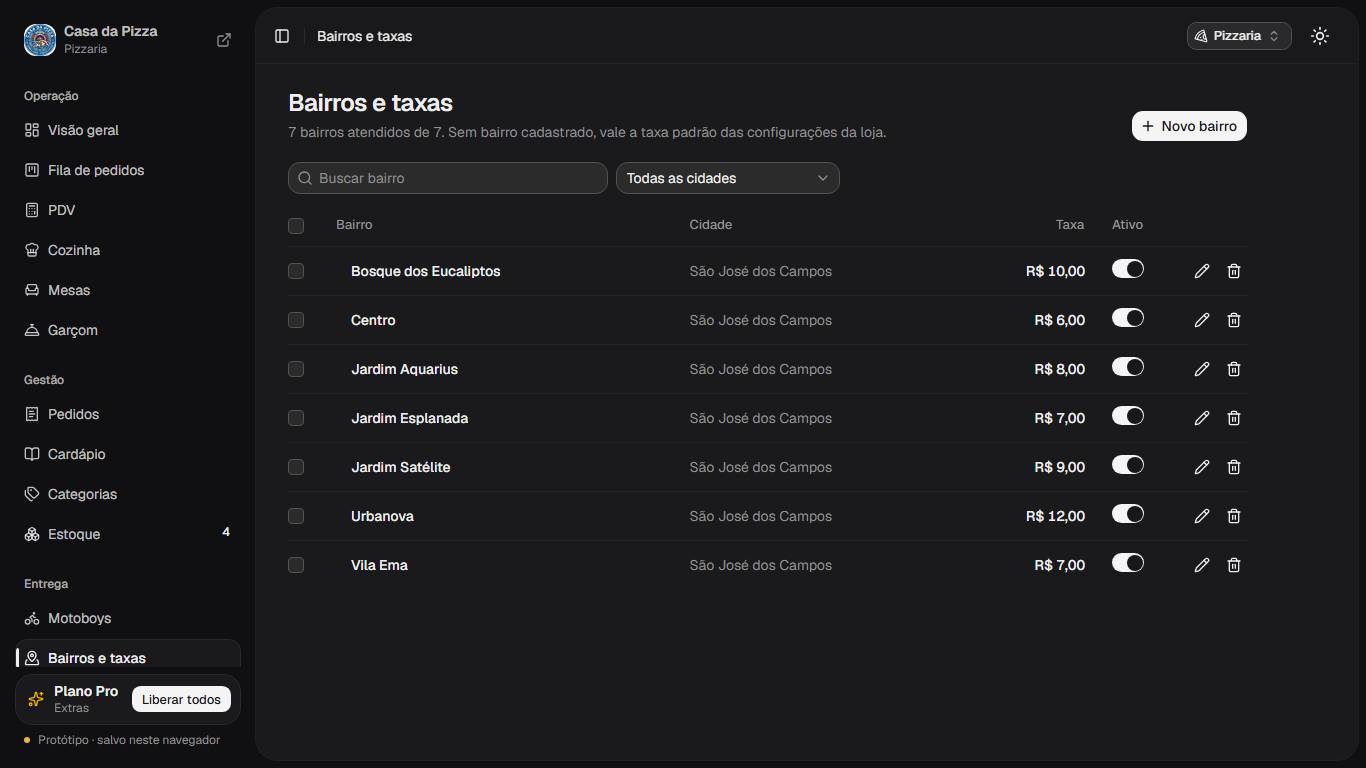 Casa da Pizza
Pizzaria
Operação
Visão geral
Fila de pedidos
PDV
Cozinha
Mesas
Garçom
Gestão
Pedidos
Cardápio
Categorias
Estoque 4
Entrega
Motoboys
Bairros e taxas
Plano Pro
Extras
Liberar todos
Protótipo · salvo neste navegador
Bairros e taxas
Pizzaria
Bairros e taxas
7 bairros atendidos de 7. Sem bairro cadastrado, vale a taxa padrão das configurações da loja.
+ Novo bairro
Buscar bairro
Todas as cidades
Bairro Cidade Taxa Ativo
Bosque dos Eucaliptos São José dos Campos R$ 10,00
Centro São José dos Campos R$ 6,00
Jardim Aquarius São José dos Campos R$ 8,00
Jardim Esplanada São José dos Campos R$ 7,00
Jardim Satélite São José dos Campos R$ 9,00
Urbanova São José dos Campos R$ 12,00
Vila Ema São José dos Campos R$ 7,00